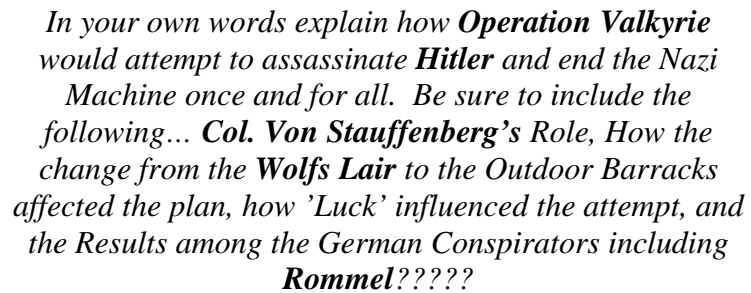 In your own words explain how Operation Valkyrie
would attempt to assassinate Hitler and end the Nazi
Machine once and for all.  Be sure to include the
following… Col. Von Stauffenberg's Role, How the
change from the Wolfs Lair to the Outdoor Barracks
affected the plan, how 'Luck' influenced the attempt, and
the Results among the German Conspirators including
Rommel?????